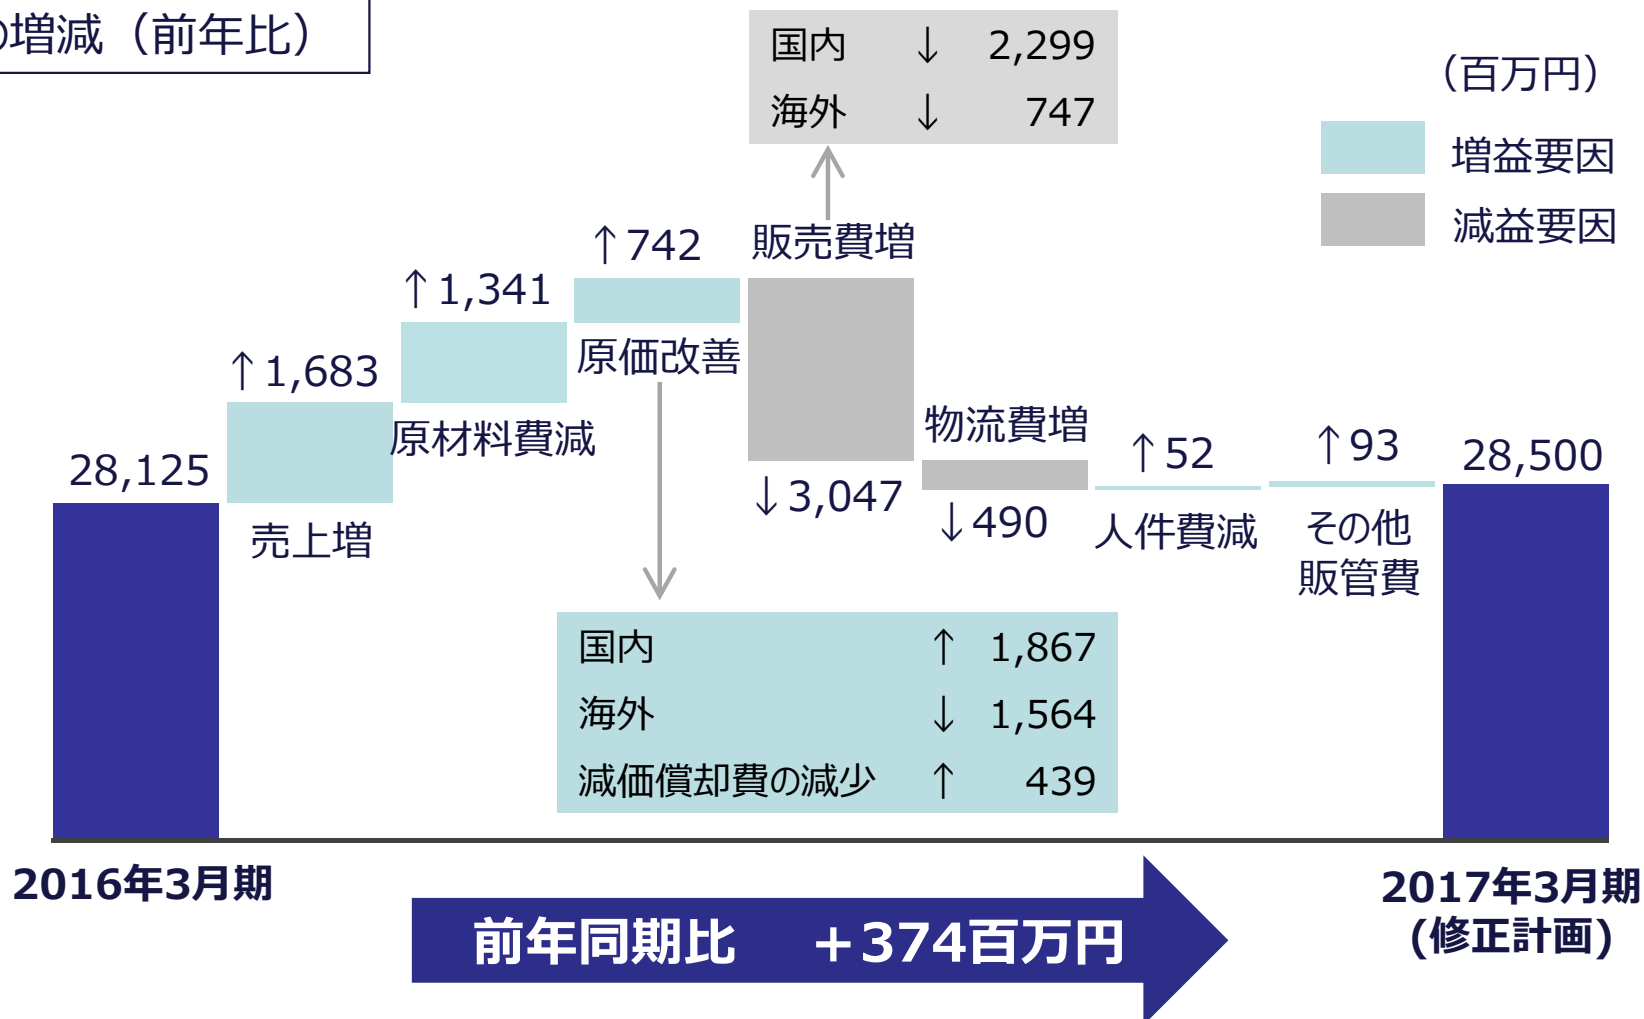 の増減（前年比）
国内 ↓ 2,299
海外 ↓ 747
（百万円）
増益要因
減益要因
28,125
↑1,683
売上増
↑1,341
原材料費減
↑742
原価改善
販売費増
↓3,047
物流費増
↓490
↑52
人件費減
↑93
その他
販管費
28,500
国内 ↑ 1,867
海外 ↓ 1,564
減価償却費の減少 ↑ 439
2016年3月期
前年同期比 +374百万円
2017年3月期
(修正計画)